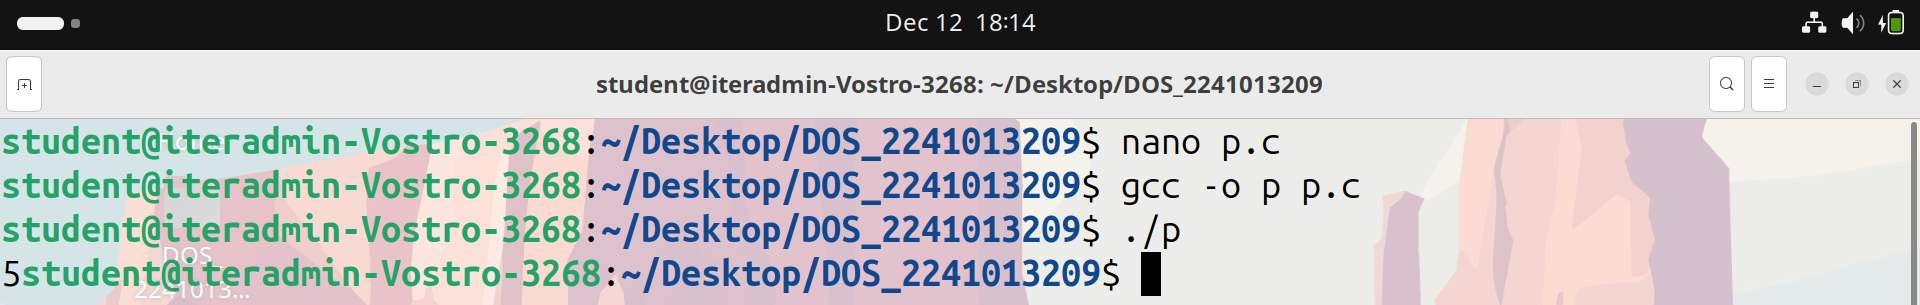 Dec 12 18:14
student@iteradmin-Vostro-3268: ~/Desktop/DOS_2241013209
student@iteradmin-Vostro-3268:~/Desktop/DOS_2241013209$ nano p.c
student@iteradmin-Vostro-3268:~/Desktop/DOS_2241013209$ gcc -o p p.c
student@iteradmin-Vostro-3268:~/Desktop/DOS_2241013209$ ./p
DOS
5student@iteradmin-Vostro-3268:~/Desktop/DOS_2241013209$
2241013...